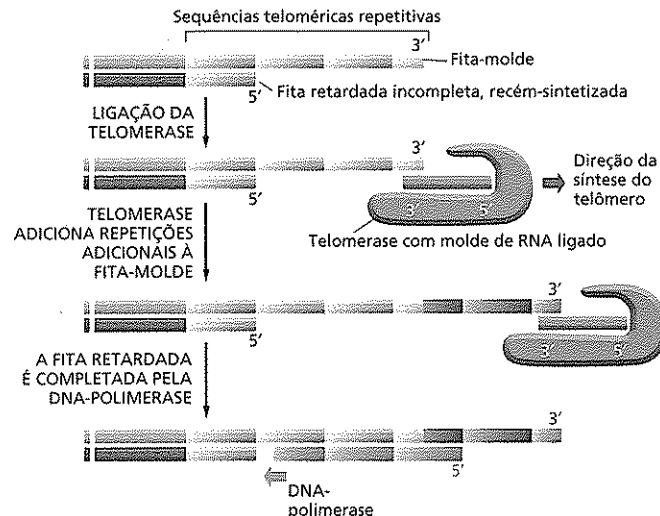 Sequências teloméricas repetitivas
3′
Fita-molde
5′
Fita retardada incompleta, recém-sintetizada
LIGAÇÃO DA
TELOMERASE
3′
Direção da
síntese do
telômero
3′ 5′
5′
TELOMERASE
ADICIONA REPETIÇÕES
ADICIONAIS À
FITA-MOLDE
Telomerase com molde de RNA ligado
3′
3′ 5′
5′
A FITA RETARDADA
É COMPLETADA PELA
DNA-POLIMERASE
3′
5′
DNA-
polimerase